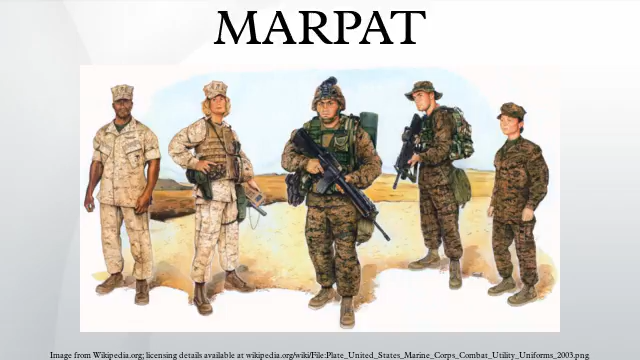 MARPAT
Image from Wikipedia.org; licensing details available at wikipedia.org/wiki/File:Plate_United_States_Marine_Corps_Combat_Utility_Uniforms_2003.png